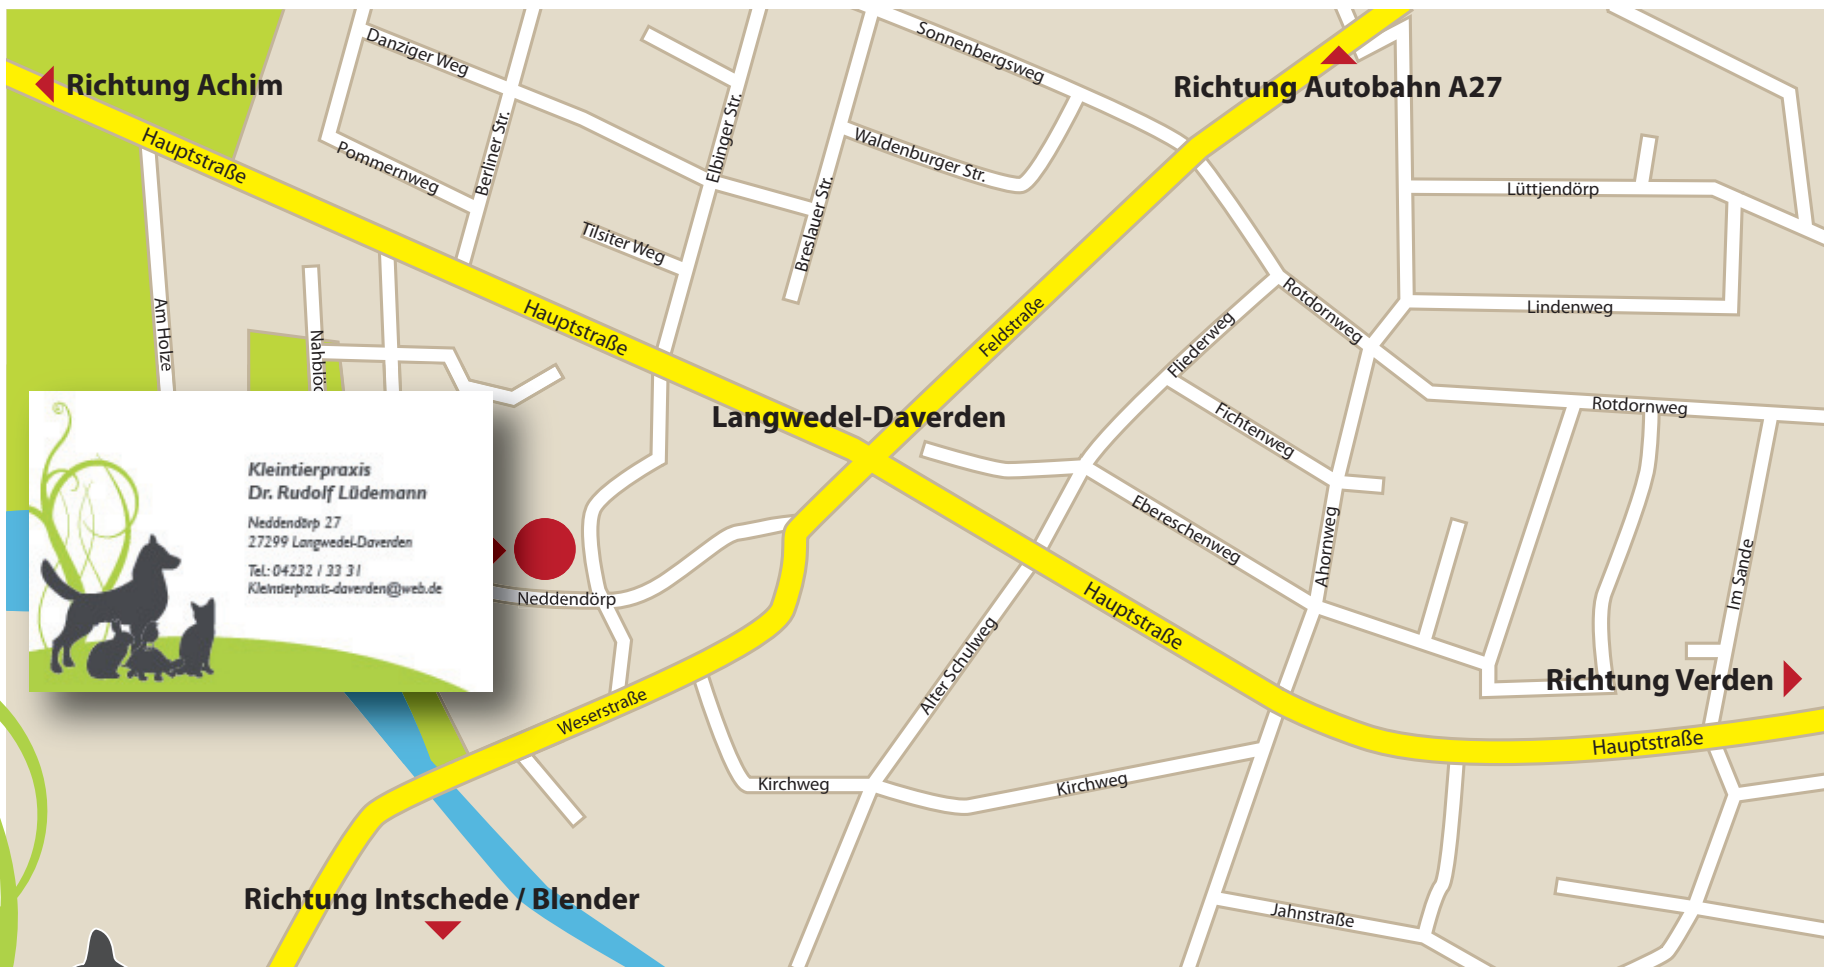 Danziger Weg
Sonnenbergsweg
Richtung Achim
Richtung Autobahn A27
Hauptstraße
Pommernweg
Berliner Str.
Elbinger Str.
Waldenburger Str.
Breslauer Str.
Tilsiter Weg
Lüttjendörp
Am Holze
Nahblöc
Hauptstraße
Feldstraße
Rotdornweg
Lindenweg
Fliederweg
Langwedel-Daverden
Fichtenweg
Rotdornweg
Kleintierpraxis
Dr. Rudolf Lüdemann
Neddendörp 27
27299 Langwedel-Daverden
Tel.: 04232 / 33 31
Kleintierpraxis-daverden@web.de
Ebereschenweg
Ahornweg
Im Sande
Neddendörp
Hauptstraße
Alter Schulweg
Richtung Verden
Weserstraße
Hauptstraße
Kirchweg
Kirchweg
Richtung Intschede / Blender
Jahnstraße